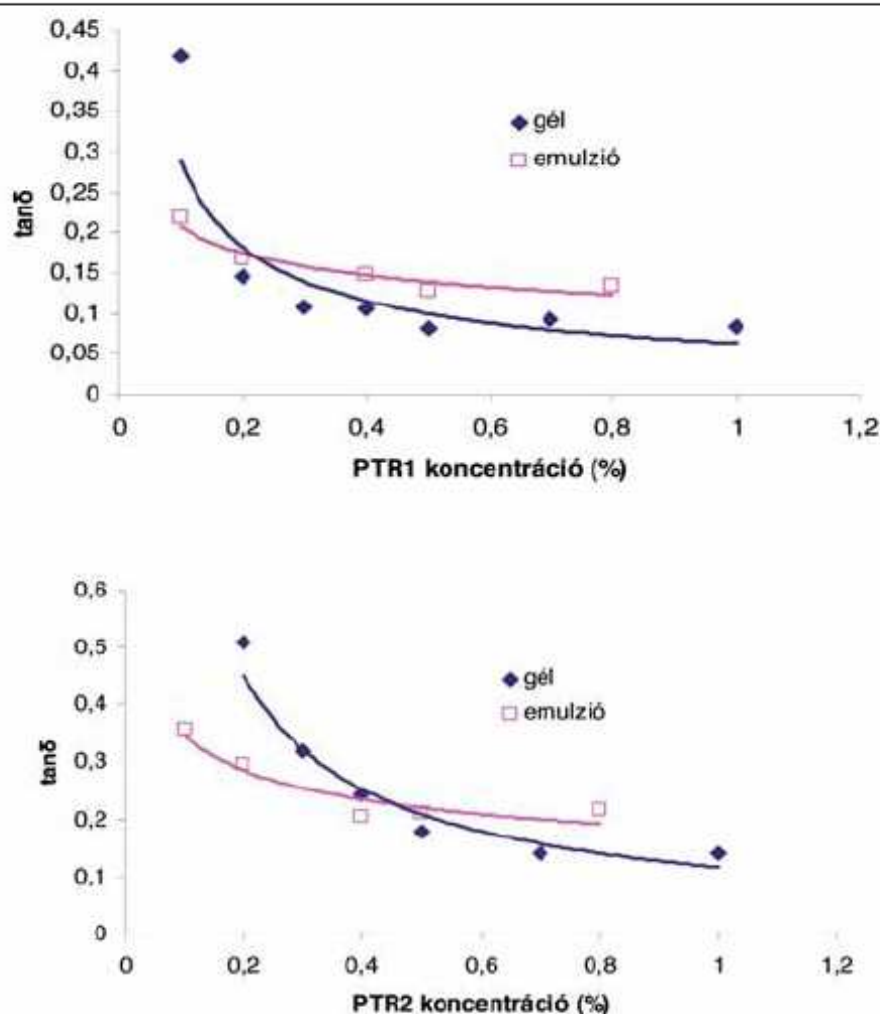 0,45
0,4
0,35
0,3
0,25
0,2
0,15
0,1
0,05
0
tanδ
gél
emulzió
0 0,2 0,4 0,6 0,8 1 1,2
PTR1 koncentráció (%)
0,6
0,5
0,4
0,3
0,2
0,1
0
tanδ
gél
emulzió
0 0,2 0,4 0,6 0,8 1 1,2
PTR2 koncentráció (%)